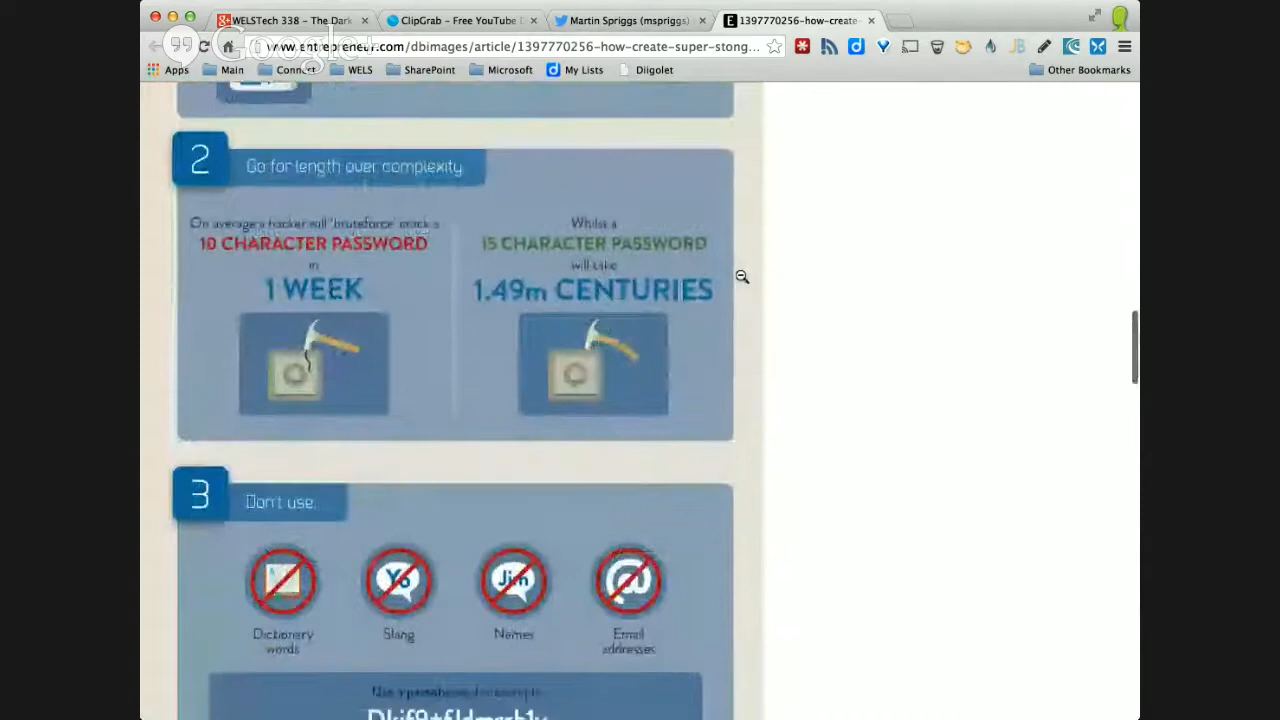 WELSTech 338 – The Dark
ClipGrab – Free YouTube D
Martin Spriggs (mspriggs)
1397770256-how-create-
Google+
www.entrepreneur.com/dbimages/article/1397770256-how-create-super-stong...
Apps Main Connect WELS SharePoint Microsoft My Lists Diigolet Other Bookmarks
2 Go for length over complexity
On average a hacker will 'bruteforce' crack a
10 CHARACTER PASSWORD
in
1 WEEK
Whilst a
15 CHARACTER PASSWORD
will take
1.49m CENTURIES
3 Don't use
Yo
Jim
@
Dictionary
words
Slang
Names
Email
addresses